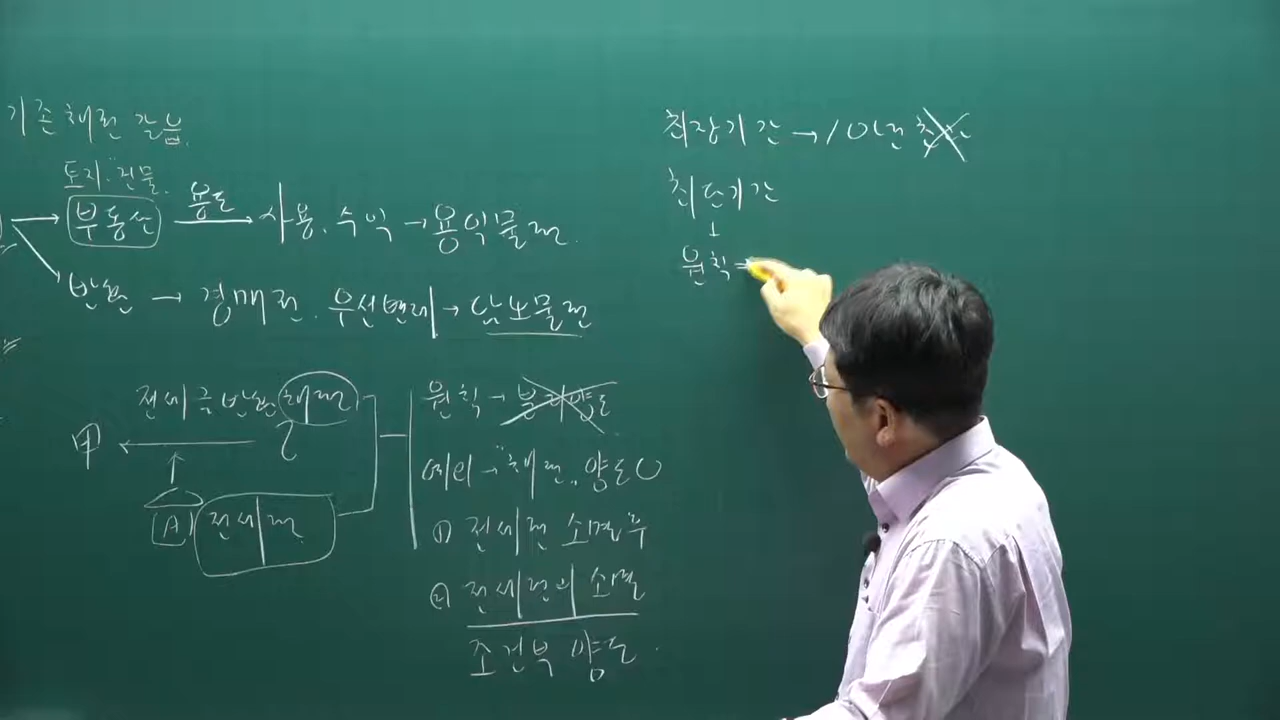 기존 채권 갈음
토지·건물
부동산 용도→ 사용·수익 → 용익물권
반환 → 경매권·우선변제 → 담보물권
전세금반환채권
甲
(A) 전세권
원칙 →
예외 → 채권 양도 O
① 전세권 소멸 후
② 전세권의 소멸
조건부 양도
최장기간 → 10년
최단기간
↓
원칙 →